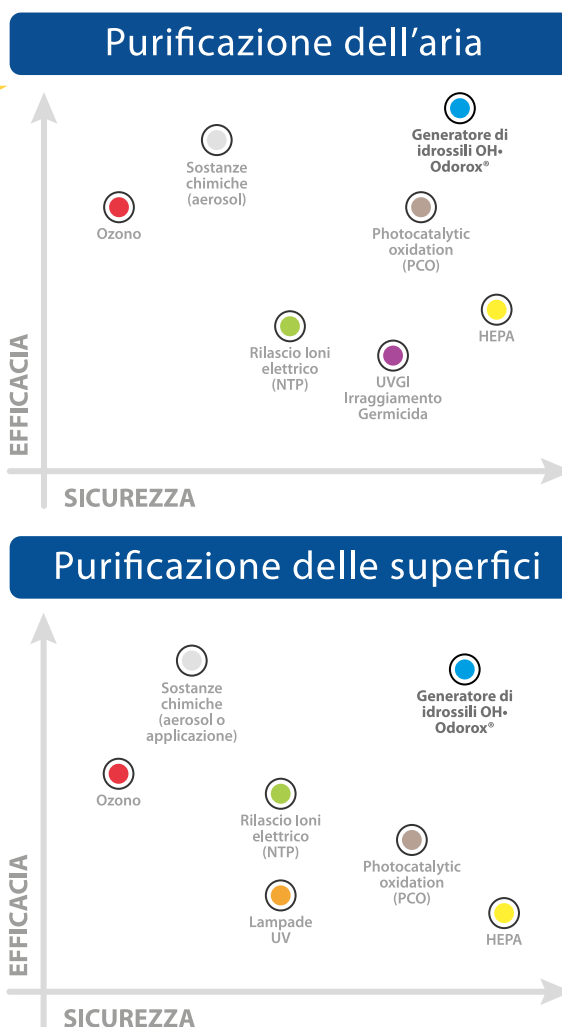 Purificazione dell'aria
Generatore di
idrossili OH•
Odorox®
Sostanze
chimiche
(aerosol)
Ozono
Photocatalytic
oxidation
(PCO)
HEPA
Rilascio Ioni
elettrico
(NTP)
UVGI
Irraggiamento
Germicida
EFFICACIA
SICUREZZA
Purificazione delle superfici
Sostanze
chimiche
(aerosol o
applicazione)
Generatore di
idrossili OH•
Odorox®
Ozono
Rilascio Ioni
elettrico
(NTP)
Photocatalytic
oxidation
(PCO)
Lampade
UV
HEPA
EFFICACIA
SICUREZZA